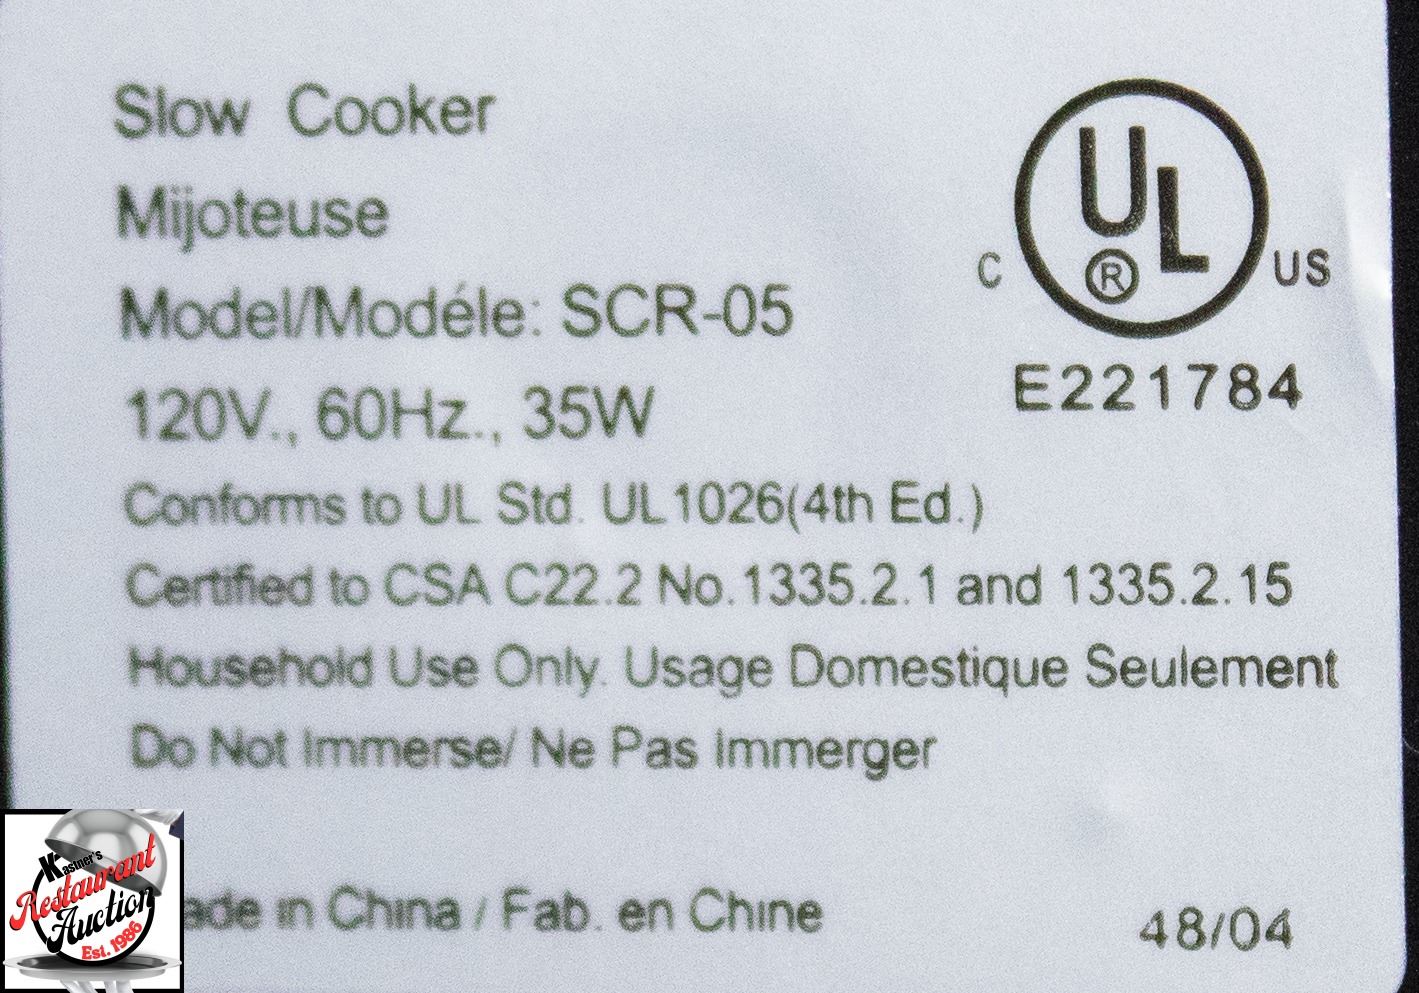 Slow Cooker
Mijoteuse
Model/Modéle: SCR-05
120V., 60Hz., 35W
Conforms to UL Std. UL1026(4th Ed.)
Certified to CSA C22.2 No.1335.2.1 and 1335.2.15
Household Use Only. Usage Domestique Seulement
Do Not Immerse/ Ne Pas Immerger
ade in China / Fab. en Chine
48/04
UL
®
C US
E221784
Kastner's
Restaurant
Auction
Est. 1986